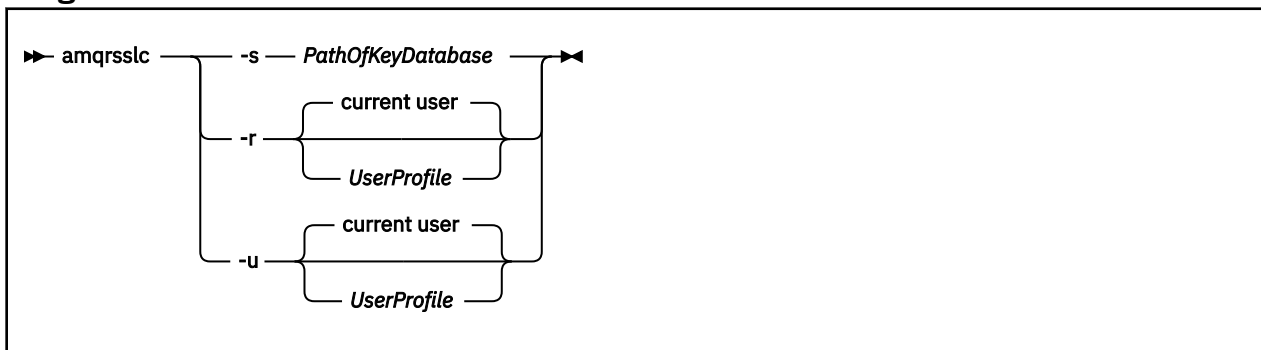 amqrsslc -s PathOfKeyDatabase
current user
-r
UserProfile
current user
-u
UserProfile